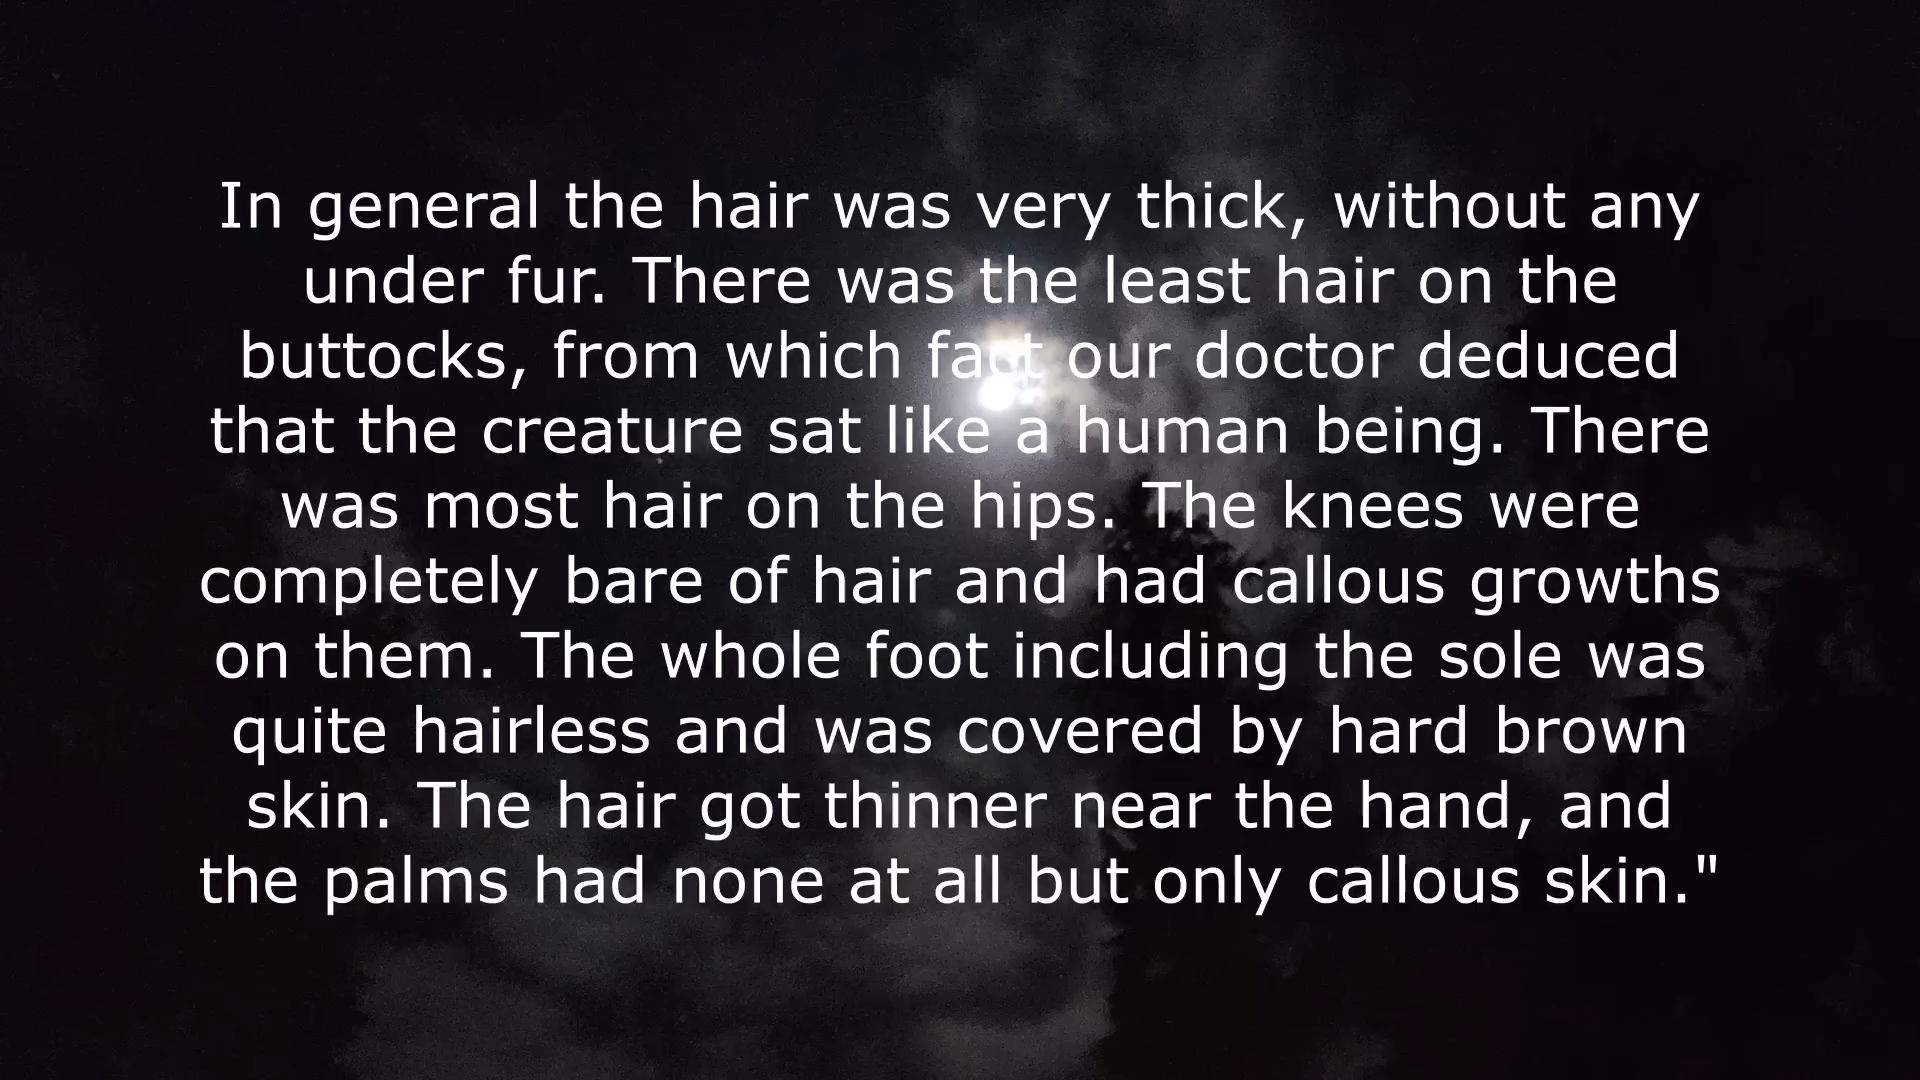 In general the hair was very thick, without any
under fur. There was the least hair on the
buttocks, from which fact our doctor deduced
that the creature sat like a human being. There
was most hair on the hips. The knees were
completely bare of hair and had callous growths
on them. The whole foot including the sole was
quite hairless and was covered by hard brown
skin. The hair got thinner near the hand, and
the palms had none at all but only callous skin."